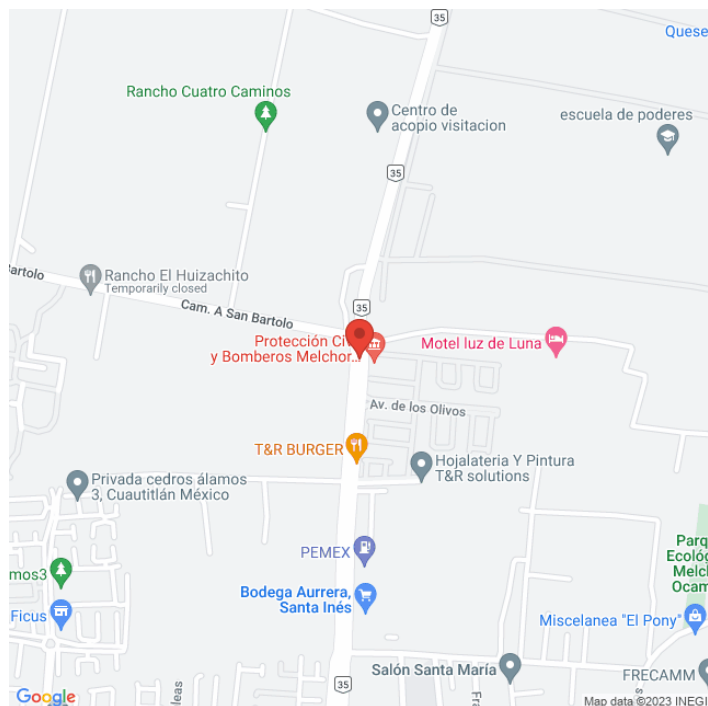 35
Quese
Rancho Cuatro Caminos
Centro de
acopio visitacion
escuela de poderes
35
Bartolo
Rancho El Huizachito
Temporarily closed
Cam. A San Bartolo
35
Protección Civ
y Bomberos Melchor...
Motel luz de Luna
Av. de los Olivos
T&R BURGER
Hojalateria Y Pintura
T&R solutions
Privada cedros álamos
3, Cuautitlán México
PEMEX
Parq
Ecológ
Melch
Ocam
mos3
Bodega Aurrera,
Santa Inés
Ficus
Miscelanea "El Pony"
Salón Santa María
FRECAMM
35
leas
Fra
Google
Map data ©2023 INEGI